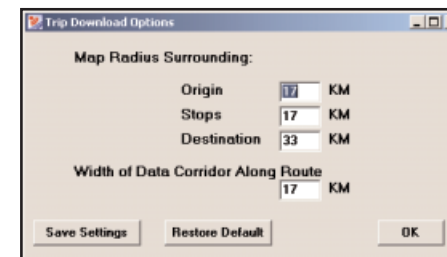 Trip Download Options
Map Radius Surrounding:
Origin 17 KM
Stops 17 KM
Destination 33 KM
Width of Data Corridor Along Route
17 KM
Save Settings Restore Default OK